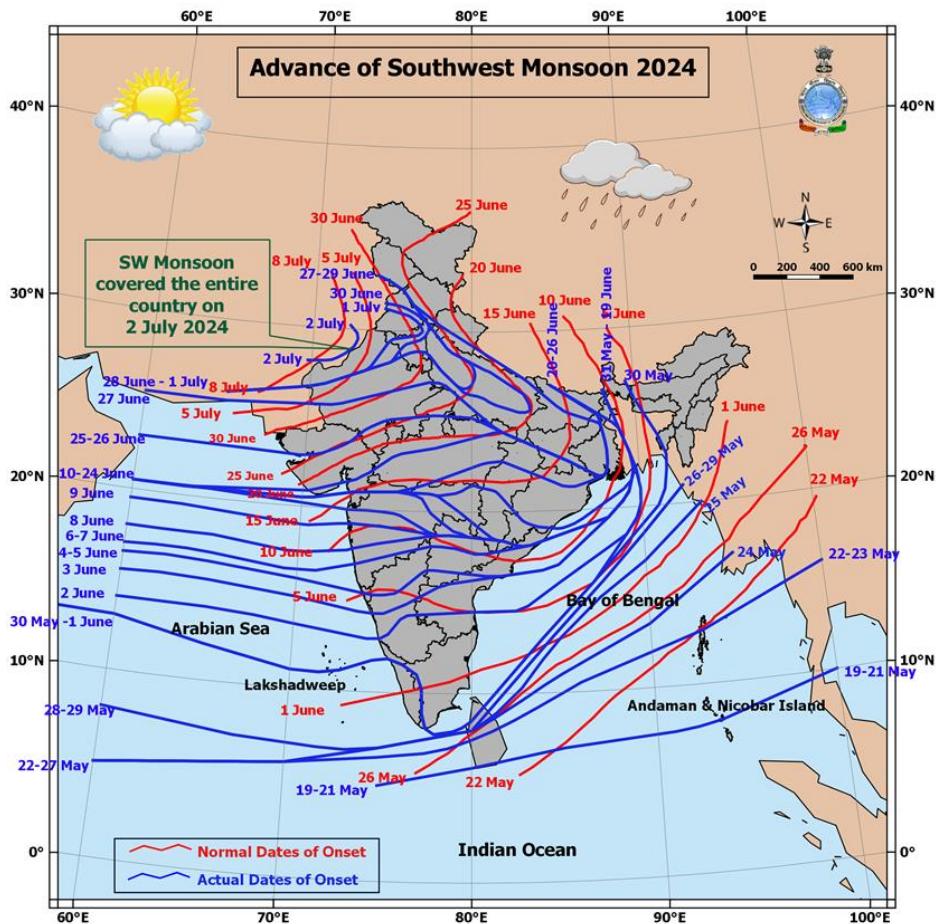 60°E 70°E 80°E 90°E 100°E
Advance of Southwest Monsoon 2024
40°N
40°N
N
W E
S
0 200 400 600 km
25 June
30 June
SW Monsoon
covered the entire
country on
2 July 2024
8 July
5 July
27-29 June
20 June
30°N
30°N
30 June
1 July
10 June
15 June
2 July
2 July
20-26 June
31 May - 19 June
30 May
28 June - 1 July
8 July
27 June
5 July
1 June
30 June
25-26 June
26 May
25 June
26-29 May
22 May
20°N
20°N
10-24 June
9 June
25 May
15 June
8 June
6-7 June
10 June
4-5 June
24 May
22-23 May
3 June
2 June
5 June
Bay of Bengal
30 May -1 June
Arabian Sea
10°N
10°N
19-21 May
Lakshadweep
1 June
Andaman & Nicobar Island
28-29 May
22-27 May
26 May
22 May
19-21 May
0°
0°
Indian Ocean
Normal Dates of Onset
Actual Dates of Onset
60°E 70°E 80°E 90°E 100°E